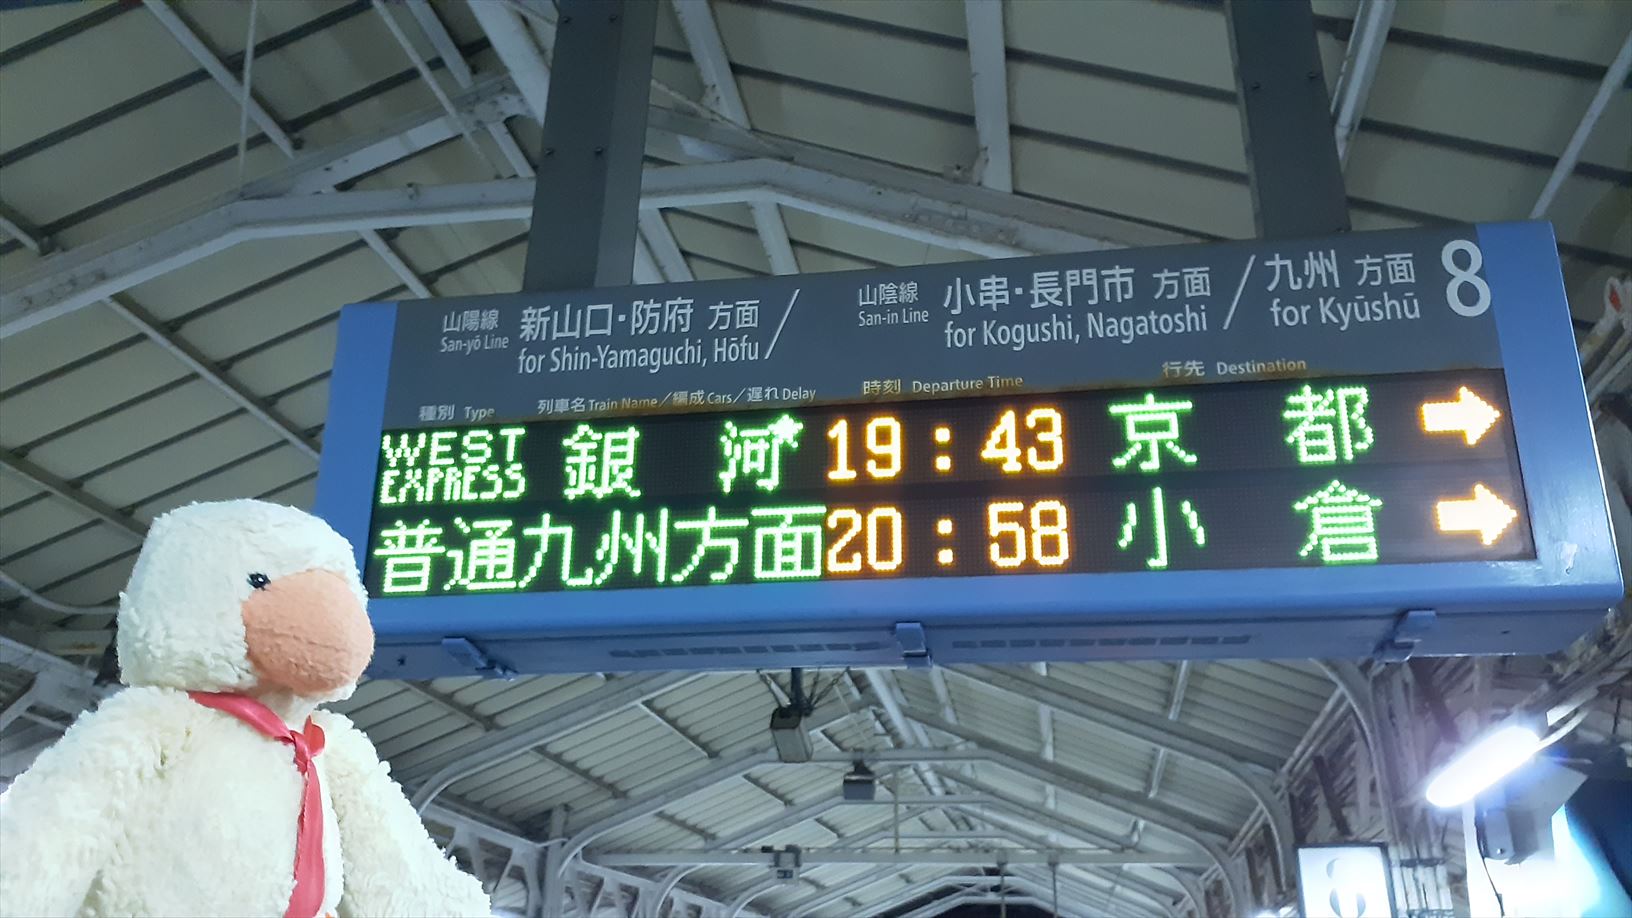 山陽線 新山口・防府 方面 / 山陰線 小串・長門市 方面 / 九州 方面 8
San-yō Line for Shin-Yamaguchi, Hōfu San-in Line for Kogushi, Nagatoshi for Kyūshū
種別 Type 列車名 Train Name/編成 Cars/遅れ Delay 時刻 Departure Time 行先 Destination
WEST EXPRESS 銀河 19:43 京都 →
普通 九州方面 20:58 小倉 →
8